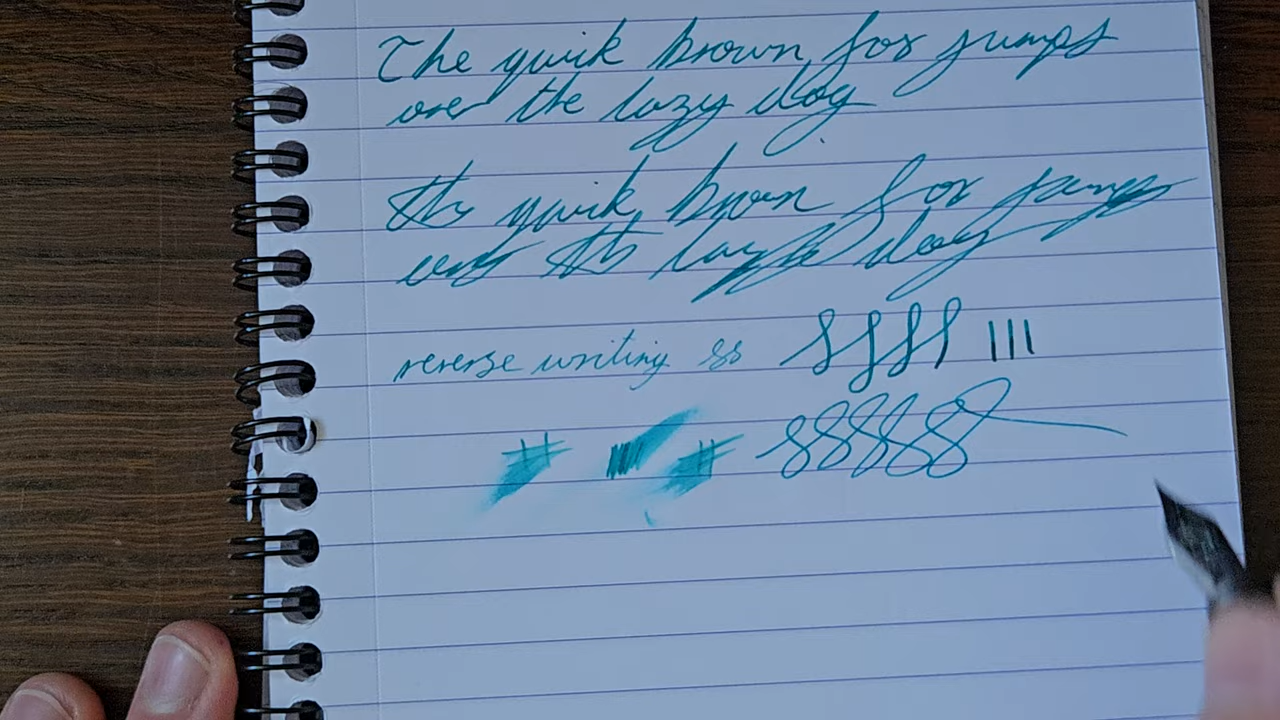 The quick brown fox jumps
over the lazy dog
The quick brown fox jumps
over the lazy dog
reverse writing ss